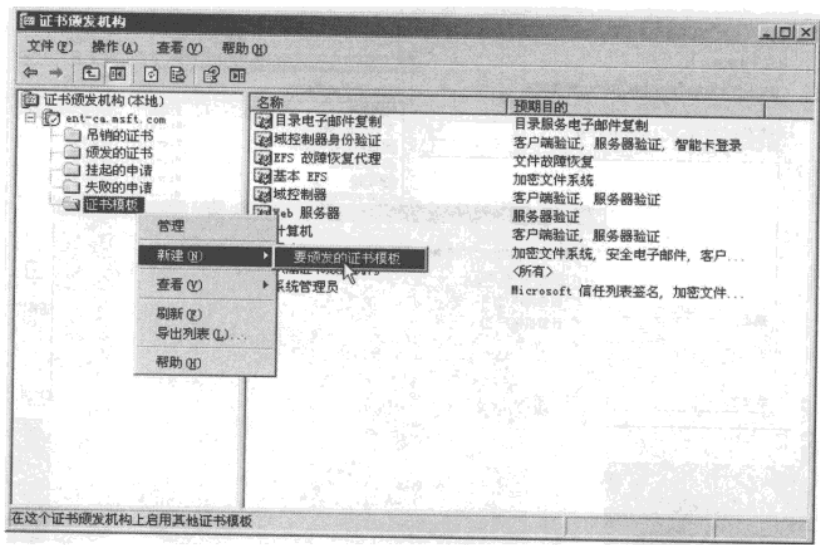 证书颁发机构
文件(F) 操作(A) 查看(V) 帮助(H)
证书颁发机构(本地)
ent-ca.msft.com
吊销的证书
颁发的证书
挂起的申请
失败的申请
证书模板
名称 预期目的
目录电子邮件复制 目录服务电子邮件复制
域控制器身份验证 客户端验证, 服务器验证, 智能卡登录
EFS 故障恢复代理 文件故障恢复
基本 EFS 加密文件系统
域控制器 客户端验证, 服务器验证
Web 服务器 服务器验证
计算机 客户端验证, 服务器验证
加密文件系统, 安全电子邮件, 客户...
<所有>
系统管理员 Microsoft 信任列表签名, 加密文件...
管理
新建(N)
要颁发的证书模板
查看(V)
刷新(F)
导出列表(L)...
帮助(H)
在这个证书颁发机构上启用其他证书模板